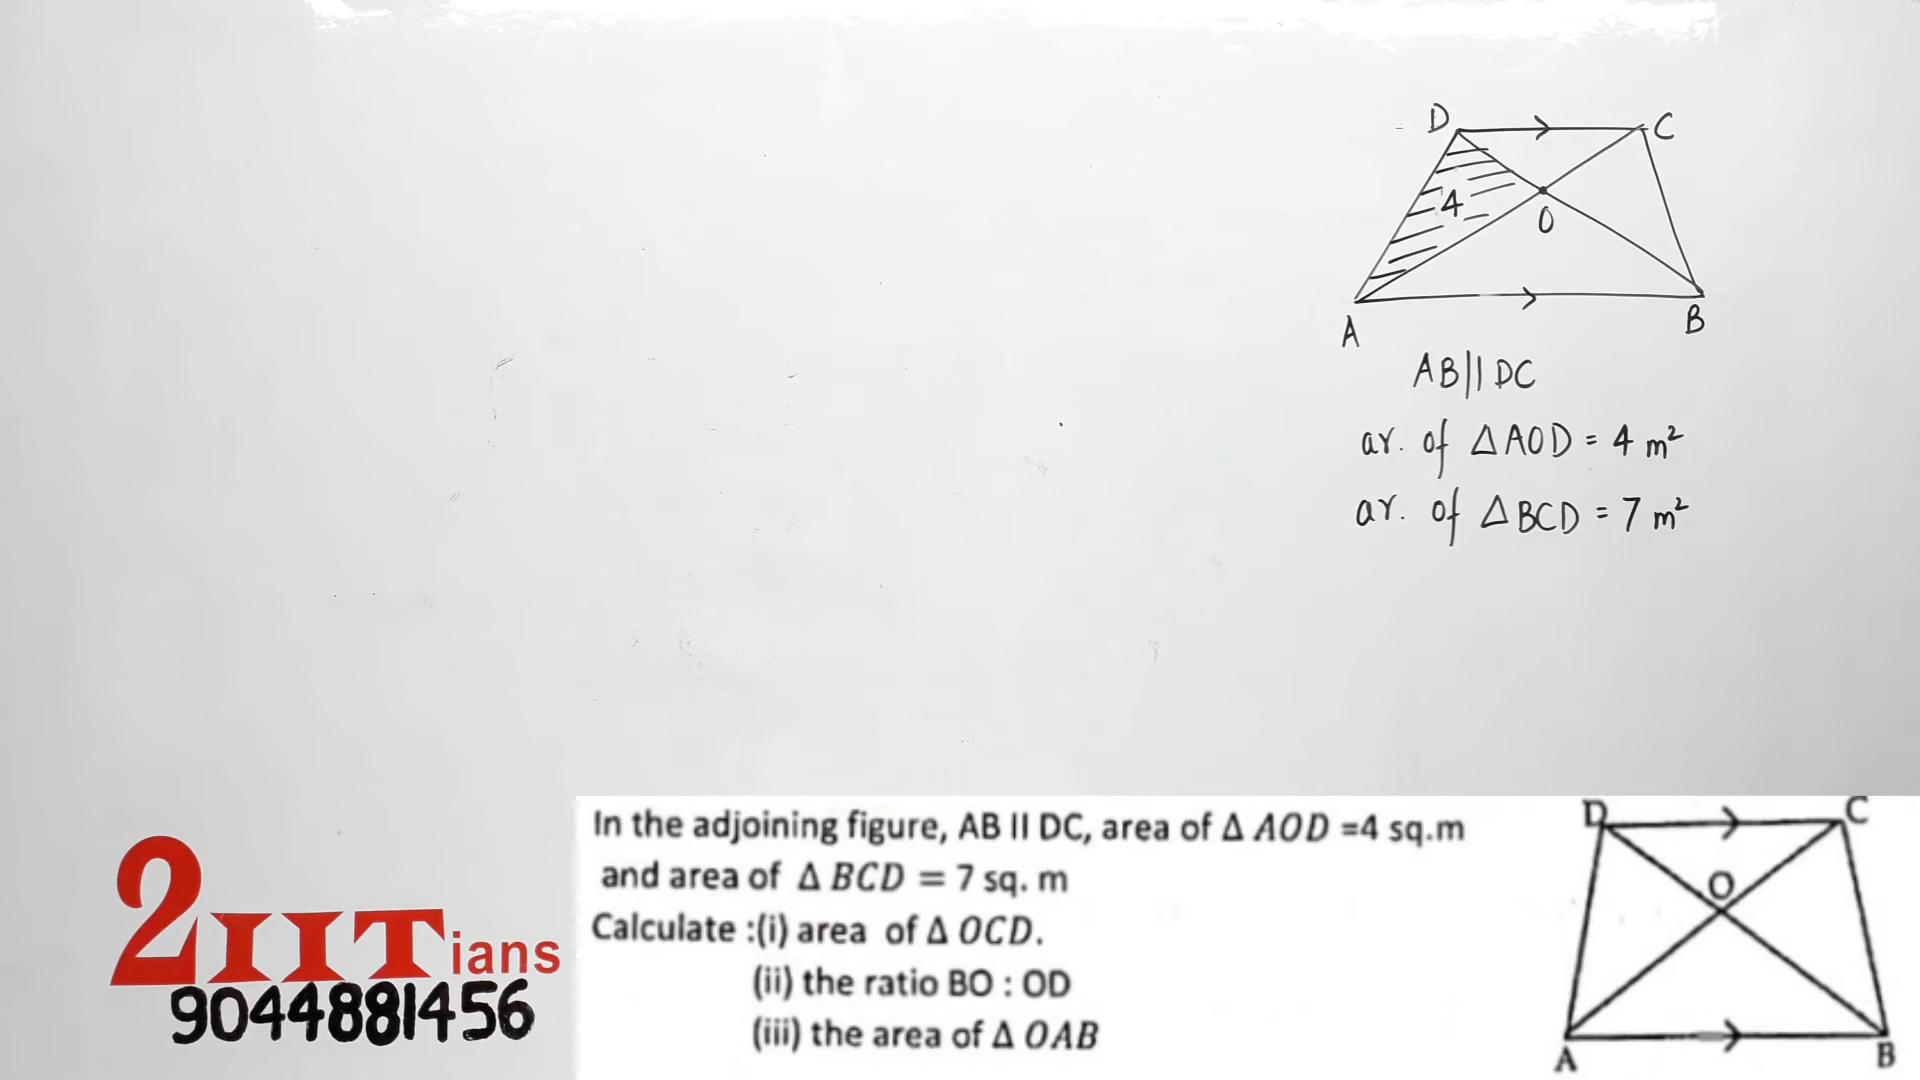 D
C
4
O
A
B
AB||DC
ar. of △AOD = 4 m²
ar. of △BCD = 7 m²
In the adjoining figure, AB II DC, area of Δ AOD =4 sq.m
and area of Δ BCD = 7 sq. m
Calculate :(i) area of Δ OCD.
(ii) the ratio BO : OD
(iii) the area of Δ OAB
D
C
O
A
B
2IITians
9044881456